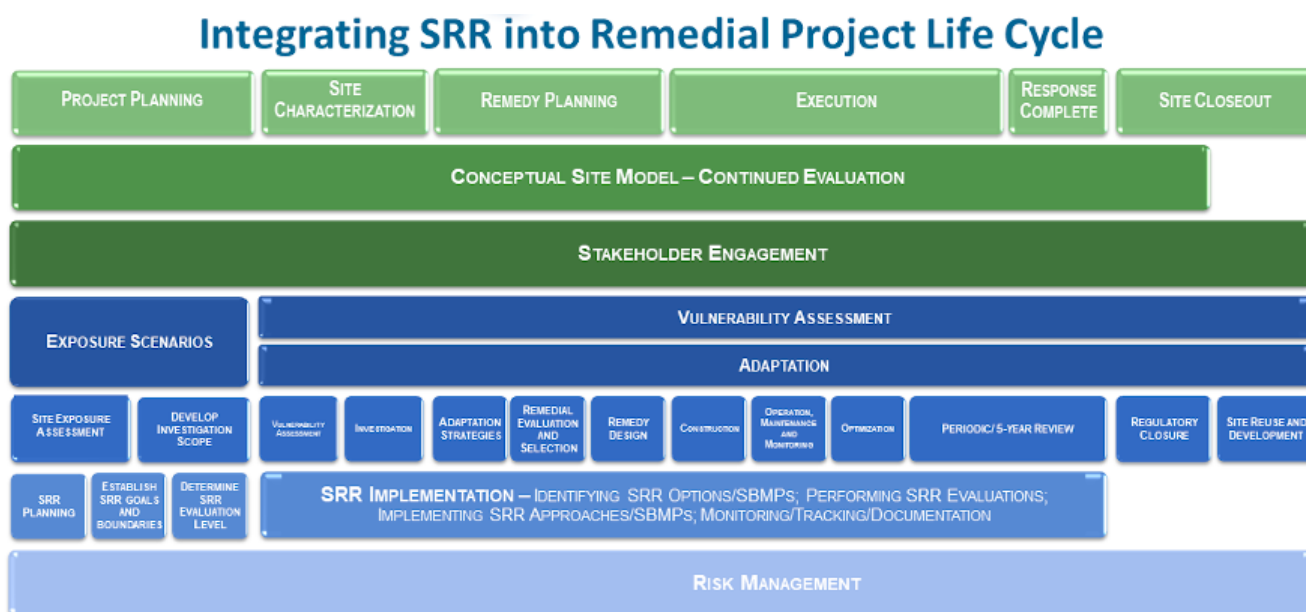 Integrating SRR into Remedial Project Life Cycle
PROJECT PLANNING
SITE
CHARACTERIZATION
REMEDY PLANNING
EXECUTION
RESPONSE
COMPLETE
SITE CLOSEOUT
CONCEPTUAL SITE MODEL – CONTINUED EVALUATION
STAKEHOLDER ENGAGEMENT
EXPOSURE SCENARIOS
VULNERABILITY ASSESSMENT
ADAPTATION
SITE EXPOSURE
ASSESSMENT
DEVELOP
INVESTIGATION
SCOPE
VULNERABILITY
ASSESSMENT
INVESTIGATION
ADAPTATION
STRATEGIES
REMEDIAL
EVALUATION
AND
SELECTION
REMEDY
DESIGN
CONSTRUCTION
OPERATION,
MAINTENANCE
AND
MONITORING
OPTIMIZATION
PERIODIC/ 5-YEAR REVIEW
REGULATORY
CLOSURE
SITE REUSE AND
DEVELOPMENT
SRR
PLANNING
ESTABLISH
SRR GOALS
AND
BOUNDARIES
DETERMINE
SRR
EVALUATION
LEVEL
SRR IMPLEMENTATION – IDENTIFYING SRR OPTIONS/SBMPS; PERFORMING SRR EVALUATIONS;
IMPLEMENTING SRR APPROACHES/SBMPS; MONITORING/TRACKING/DOCUMENTATION
RISK MANAGEMENT